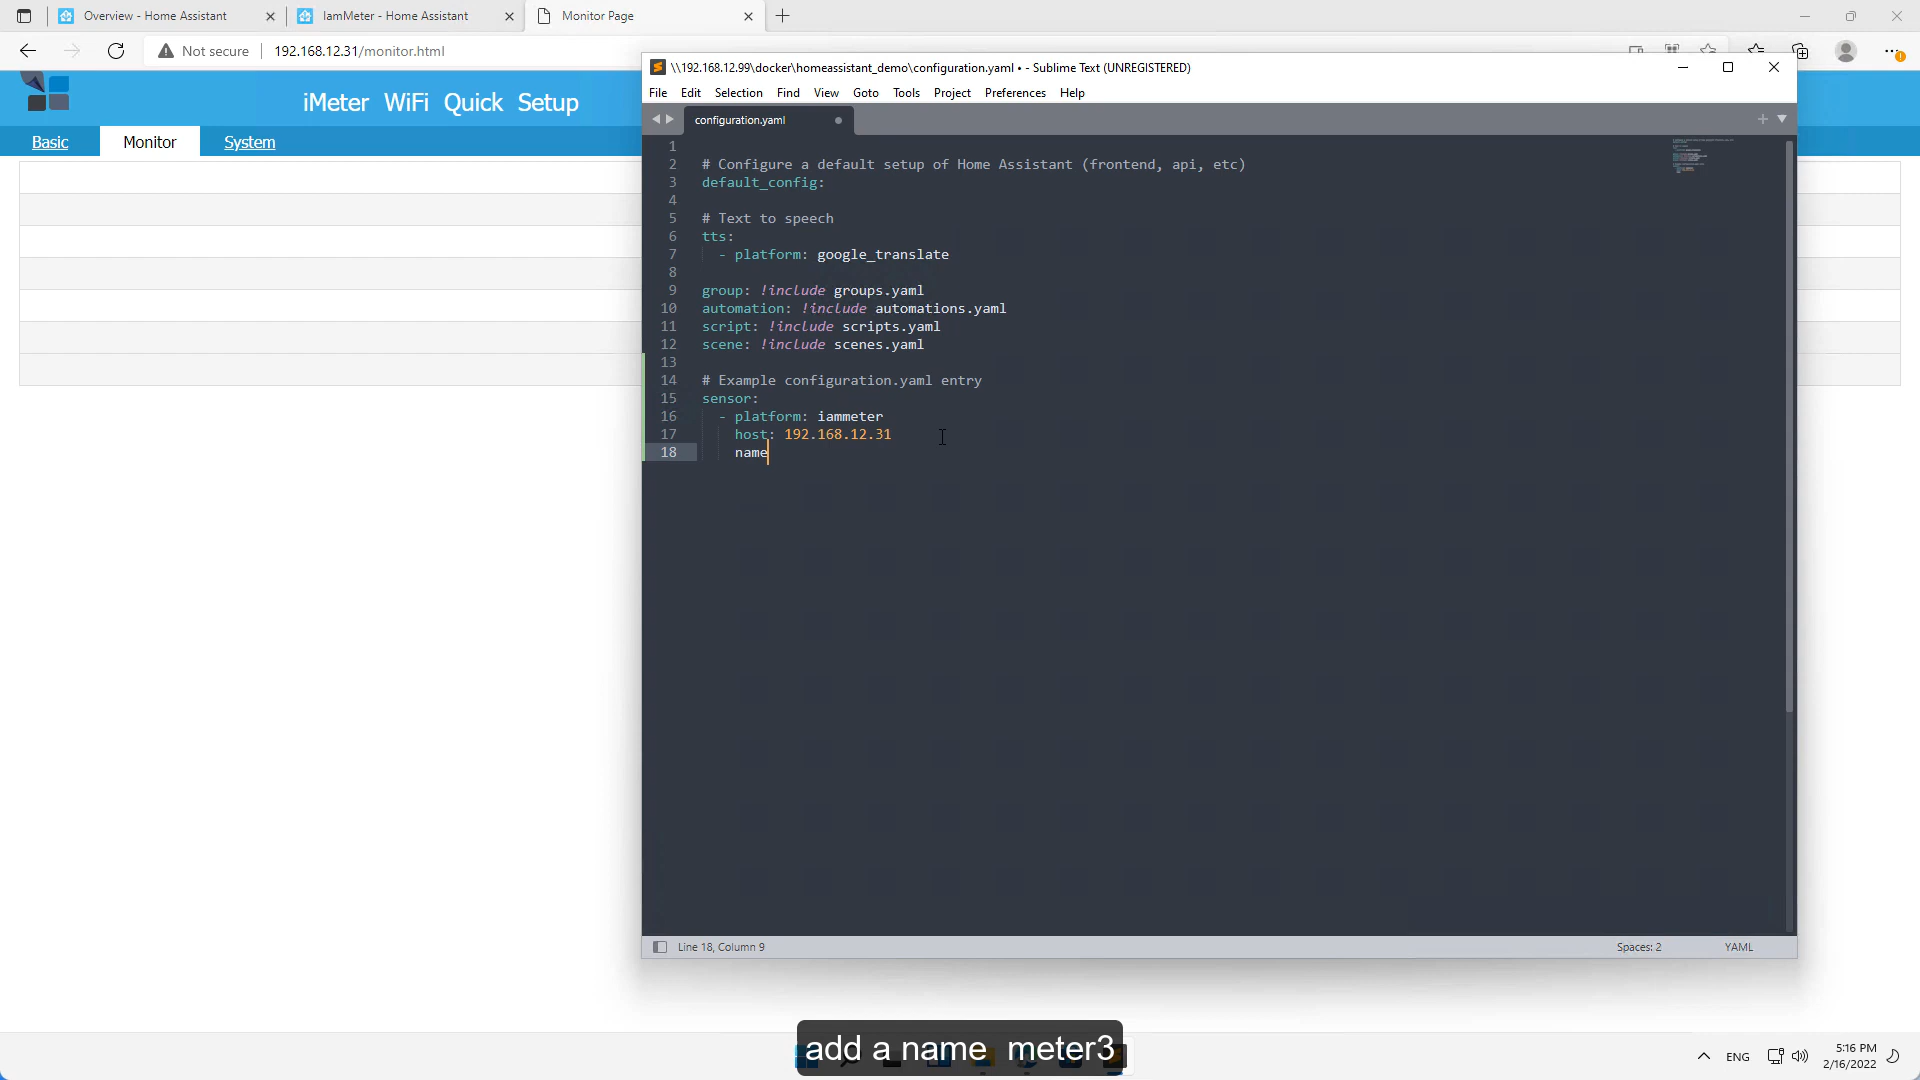 Overview - Home Assistant
IamMeter - Home Assistant
Monitor Page
Not secure
192.168.12.31/monitor.html
iMeter WiFi Quick Setup
Basic
Monitor
System
\\192.168.12.99\docker\homeassistant_demo\configuration.yaml • - Sublime Text (UNREGISTERED)
File Edit Selection Find View Goto Tools Project Preferences Help
configuration.yaml
1
2 # Configure a default setup of Home Assistant (frontend, api, etc)
3 default_config:
4
5 # Text to speech
6 tts:
7 - platform: google_translate
8
9 group: !include groups.yaml
10 automation: !include automations.yaml
11 script: !include scripts.yaml
12 scene: !include scenes.yaml
13
14 # Example configuration.yaml entry
15 sensor:
16 - platform: iammeter
17 host: 192.168.12.31
18 name
Line 18, Column 9
Spaces: 2
YAML
add a name meter3
ENG
5:16 PM
2/16/2022